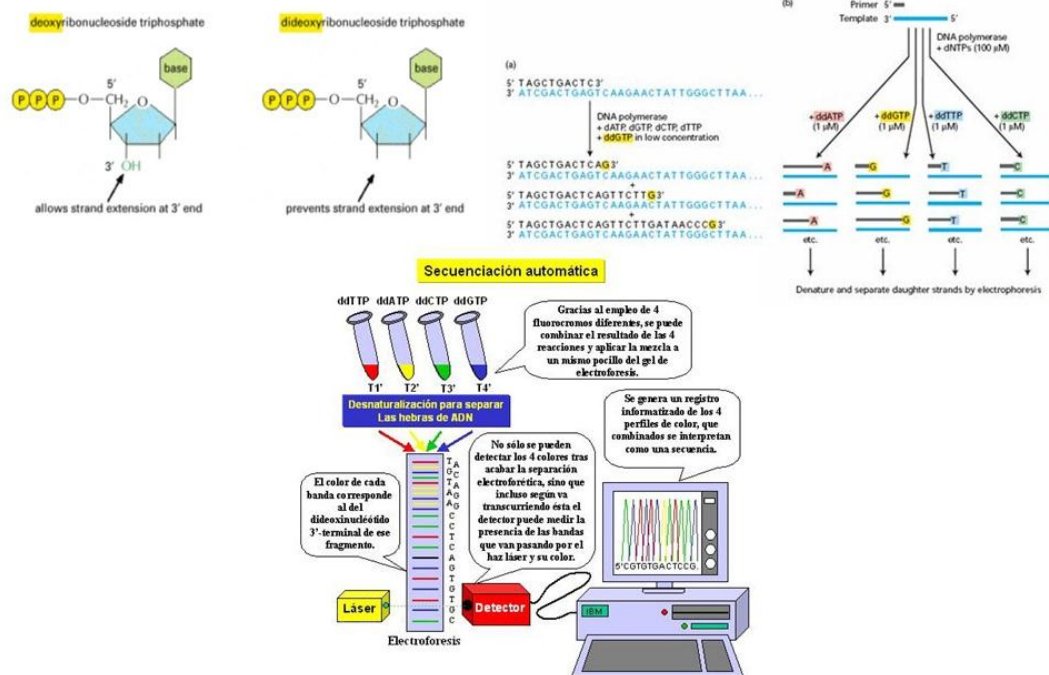 deoxyribonucleoside triphosphate
base
5'
P P P O CH₂ O
3' OH
allows strand extension at 3' end
dideoxyribonucleoside triphosphate
base
5'
P P P O CH₂ O
prevents strand extension at 3' end
(a)
5' TAGCTGACTC3'
3' ATCGACTGAGTCAAGAACTATTGGGCTTAA...
DNA polymerase
+ dATP, dGTP, dCTP, dTTP
+ ddGTP in low concentration
5' TAGCTGACTCAG3'
3' ATCGACTGAGTCAAGAACTATTGGGCTTAA...
+
5' TAGCTGACTCAGTTCTTG3'
3' ATCGACTGAGTCAAGAACTATTGGGCTTAA...
+
5' TAGCTGACTCAGTTCTTGATAACCCG3'
3' ATCGACTGAGTCAAGAACTATTGGGCTTAA...
(b)
Primer 5'
Template 3' 5'
DNA polymerase
+ dNTPs (100 μM)
+ ddATP
(1 μM)
+ ddGTP
(1 μM)
+ ddTTP
(1 μM)
+ ddCTP
(1 μM)
A G T C
A G T C
A G T C
etc. etc. etc. etc.
Denature and separate daughter strands by electrophoresis
Secuenciación automática
ddTTP ddATP ddCTP ddGTP
T1' T2' T3' T4'
Gracias al empleo de 4
fluorocromos diferentes, se puede
combinar el resultado de las 4
reacciones y aplicar la mezcla a
un mismo pocillo del gel de
electroforesis.
Desnaturalización para separar
Las hebras de ADN
El color de cada
banda corresponde
al del
dideoxinucléótido
3'-terminal de ese
fragmento.
T
A
G
C
T
A
A
G
A
G
C
C
T
C
A
G
T
G
T
G
C
No sólo se pueden
detectar los 4 colores tras
acabar la separación
electroforética, sino que
incluso según va
transcurriendo ésta el
detector puede medir la
presencia de las bandas
que van pasando por el
haz láser y su color.
Se genera un registro
informatizado de los 4
perfiles de color, que
combinados se interpretan
como una secuencia.
5'CGTGTGACTCCG.
IBM
Láser
Detector
Electroforesis